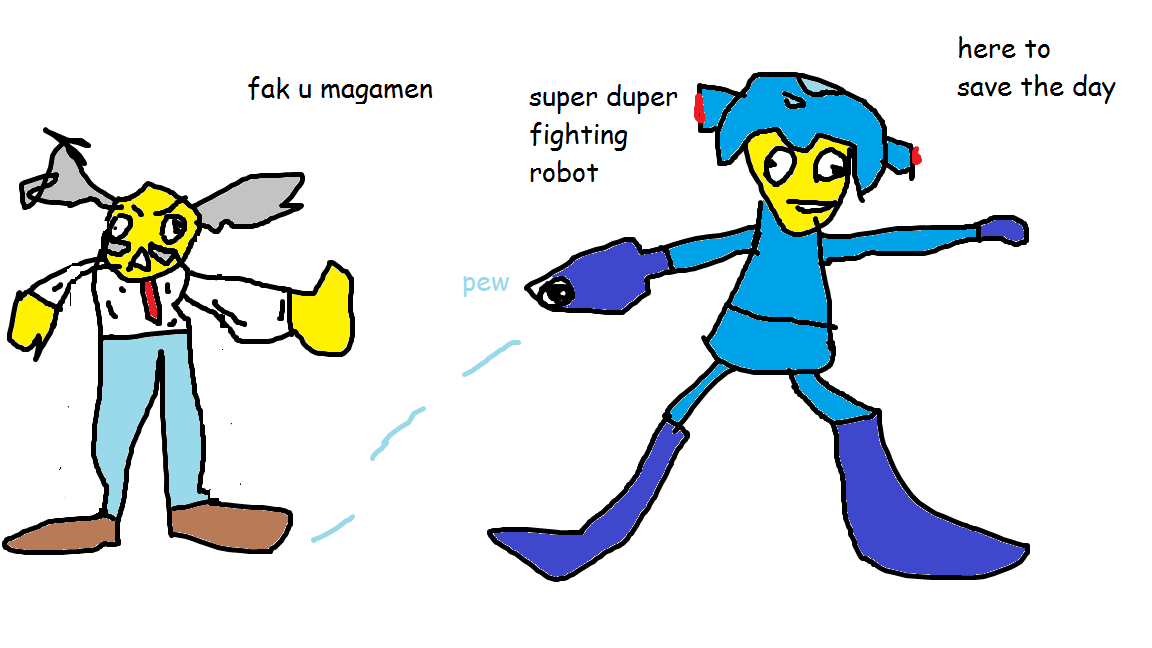 fak u magamen
super duper
fighting
robot
here to
save the day
pew